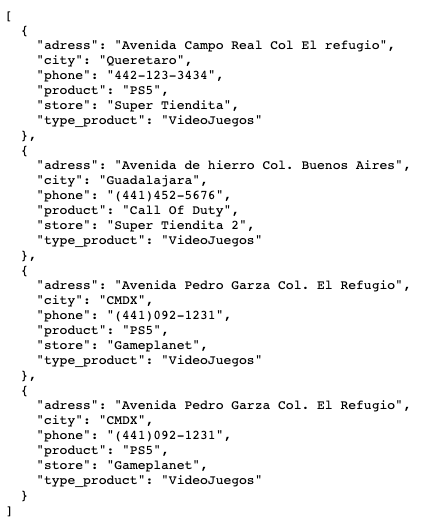 [
  {
    "adress": "Avenida Campo Real Col El refugio",
    "city": "Queretaro",
    "phone": "442-123-3434",
    "product": "PS5",
    "store": "Super Tiendita",
    "type_product": "VideoJuegos"
  },
  {
    "adress": "Avenida de hierro Col. Buenos Aires",
    "city": "Guadalajara",
    "phone": "(441)452-5676",
    "product": "Call Of Duty",
    "store": "Super Tiendita 2",
    "type_product": "VideoJuegos"
  },
  {
    "adress": "Avenida Pedro Garza Col. El Refugio",
    "city": "CMDX",
    "phone": "(441)092-1231",
    "product": "PS5",
    "store": "Gameplanet",
    "type_product": "VideoJuegos"
  },
  {
    "adress": "Avenida Pedro Garza Col. El Refugio",
    "city": "CMDX",
    "phone": "(441)092-1231",
    "product": "PS5",
    "store": "Gameplanet",
    "type_product": "VideoJuegos"
  }
]